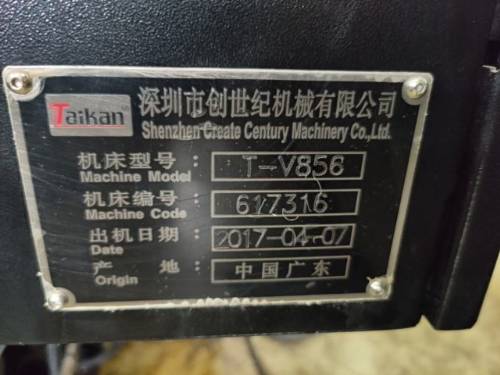 Taikan
深圳市创世纪机械有限公司
Shenzhen Create Century Machinery Co.,Ltd.
机床型号: T-V856
Machine Model
机床编号: 617316
Machine Code
出机日期: 2017-04-07
Date
产 地: 中国广东
Origin